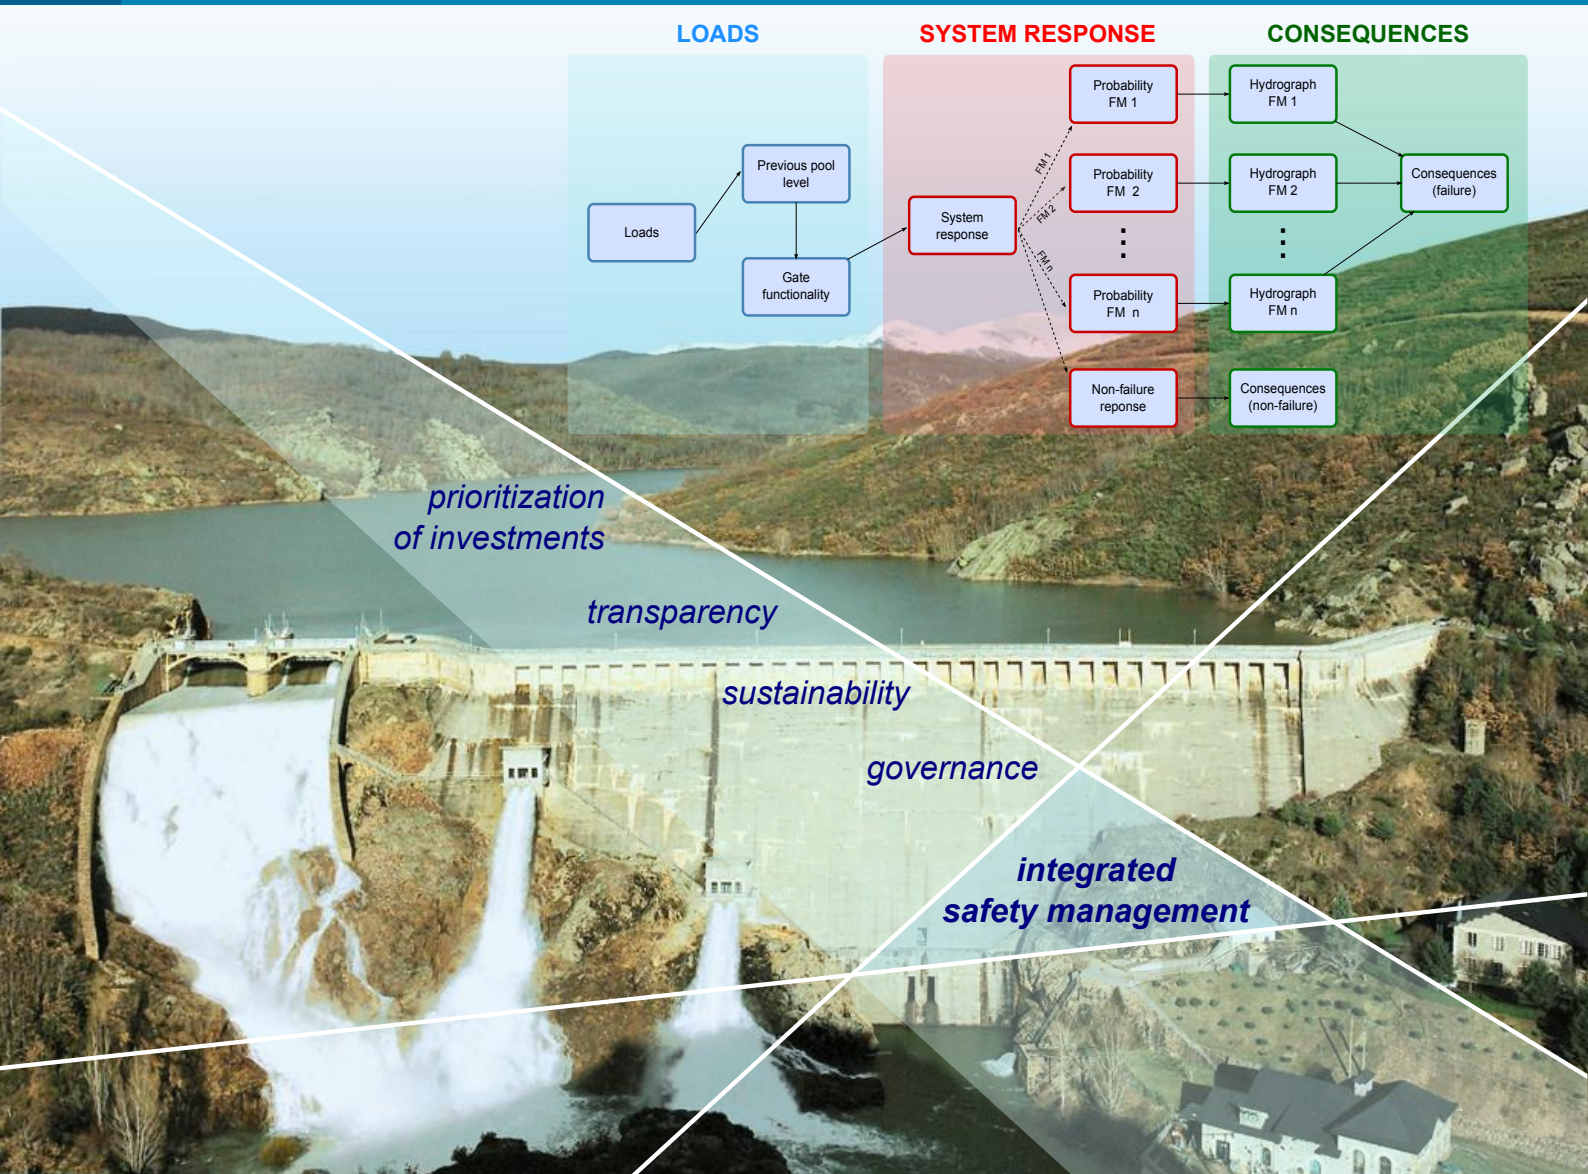 LOADS
SYSTEM RESPONSE
CONSEQUENCES
Loads
Previous pool
level
Gate
functionality
System
response
FM 1
FM 2
FM n
Probability
FM 1
Probability
FM 2
Probability
FM n
Non-failure
reponse
Hydrograph
FM 1
Hydrograph
FM 2
Hydrograph
FM n
Consequences
(non-failure)
Consequences
(failure)
prioritization
of investments
transparency
sustainability
governance
integrated
safety management